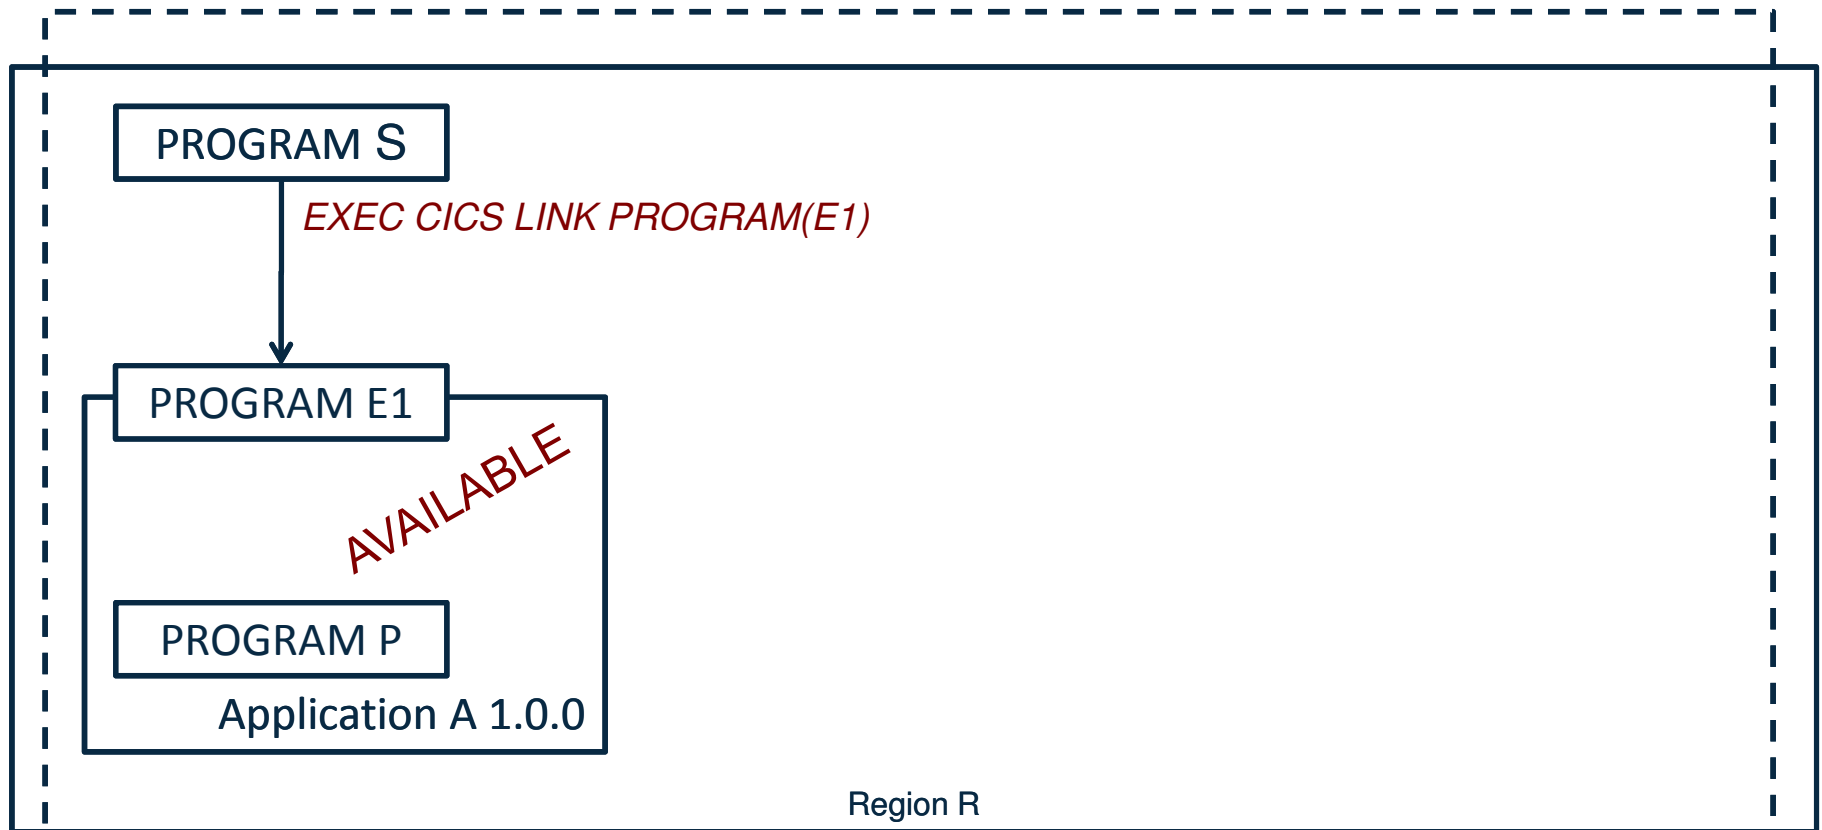 PROGRAM S
EXEC CICS LINK PROGRAM(E1)
PROGRAM E1
AVAILABLE
PROGRAM P
Application A 1.0.0
Region R